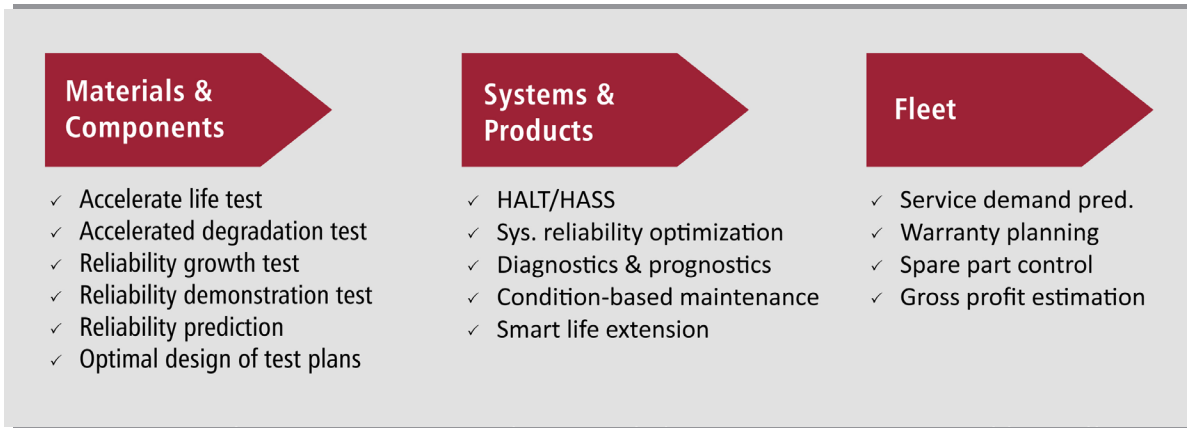 Materials &
Components
✓ Accelerate life test
✓ Accelerated degradation test
✓ Reliability growth test
✓ Reliability demonstration test
✓ Reliability prediction
✓ Optimal design of test plans
Systems &
Products
✓ HALT/HASS
✓ Sys. reliability optimization
✓ Diagnostics & prognostics
✓ Condition-based maintenance
✓ Smart life extension
Fleet
✓ Service demand pred.
✓ Warranty planning
✓ Spare part control
✓ Gross profit estimation